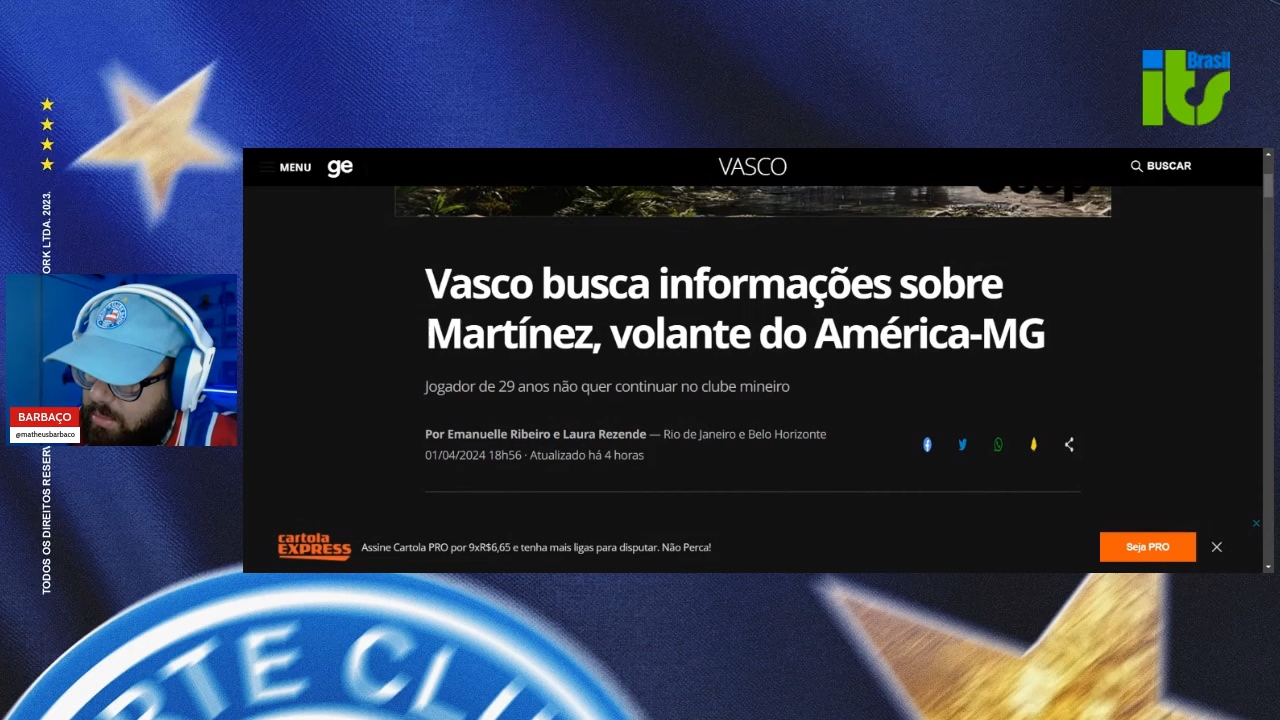 Brasil
its
★ ★ ★ ★
TODOS OS DIREITOS RESERV
ORK LTDA. 2023.
MENU
ge
VASCO
BUSCAR
Vasco busca informações sobre
Martínez, volante do América-MG
Jogador de 29 anos não quer continuar no clube mineiro
Por Emanuelle Ribeiro e Laura Rezende — Rio de Janeiro e Belo Horizonte
01/04/2024 18h56 · Atualizado há 4 horas
BARBAÇO
@matheusbarbaco
cartola
EXPRESS
Assine Cartola PRO por 9xR$6,65 e tenha mais ligas para disputar. Não Perca!
Seja PRO
RTE CLU